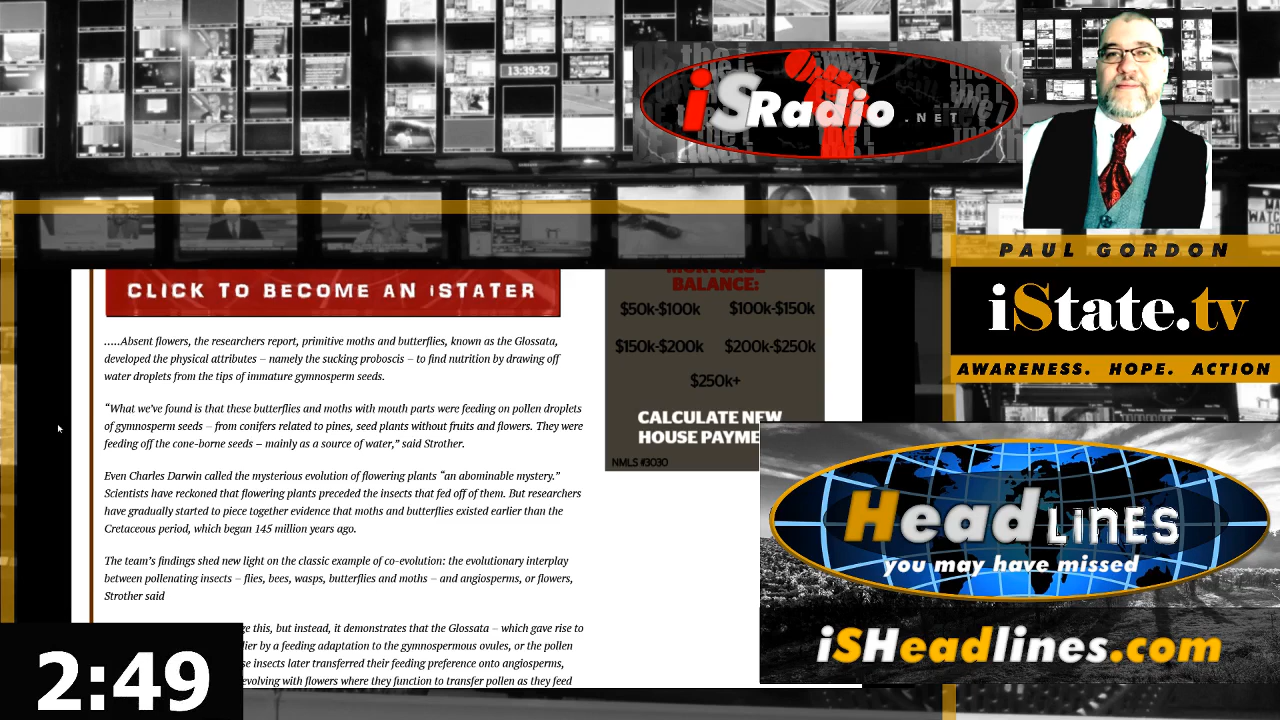 13:39:32
iSRadio
.NET
PAUL GORDON
iState.tv
AWARENESS. HOPE. ACTION
MORTGAGE
BALANCE:
$50k-$100k $100k-$150k
$150k-$200k $200k-$250k
$250k+
CALCULATE NEW
HOUSE PAYME
NMLS #3030
CLICK TO BECOME AN iSTATER
.....Absent flowers, the researchers report, primitive moths and butterflies, known as the Glossata,
developed the physical attributes – namely the sucking proboscis – to find nutrition by drawing off
water droplets from the tips of immature gymnosperm seeds.
“What we’ve found is that these butterflies and moths with mouth parts were feeding on pollen droplets
of gymnosperm seeds – from conifers related to pines, seed plants without fruits and flowers. They were
feeding off the cone-borne seeds – mainly as a source of water,” said Strother.
Even Charles Darwin called the mysterious evolution of flowering plants “an abominable mystery.”
Scientists have reckoned that flowering plants preceded the insects that fed off of them. But researchers
have gradually started to piece together evidence that moths and butterflies existed earlier than the
Cretaceous period, which began 145 million years ago.
The team’s findings shed new light on the classic example of co-evolution: the evolutionary interplay
between pollenating insects – flies, bees, wasps, butterflies and moths – and angiosperms, or flowers,
Strother said
ge this, but instead, it demonstrates that the Glossata – which gave rise to
lier by a feeding adaptation to the gymnospermous ovules, or the pollen
se insects later transferred their feeding preference onto angiosperms,
evolving with flowers where they function to transfer pollen as they feed
Head LINES
you may have missed
iSHeadlines.com
2:49